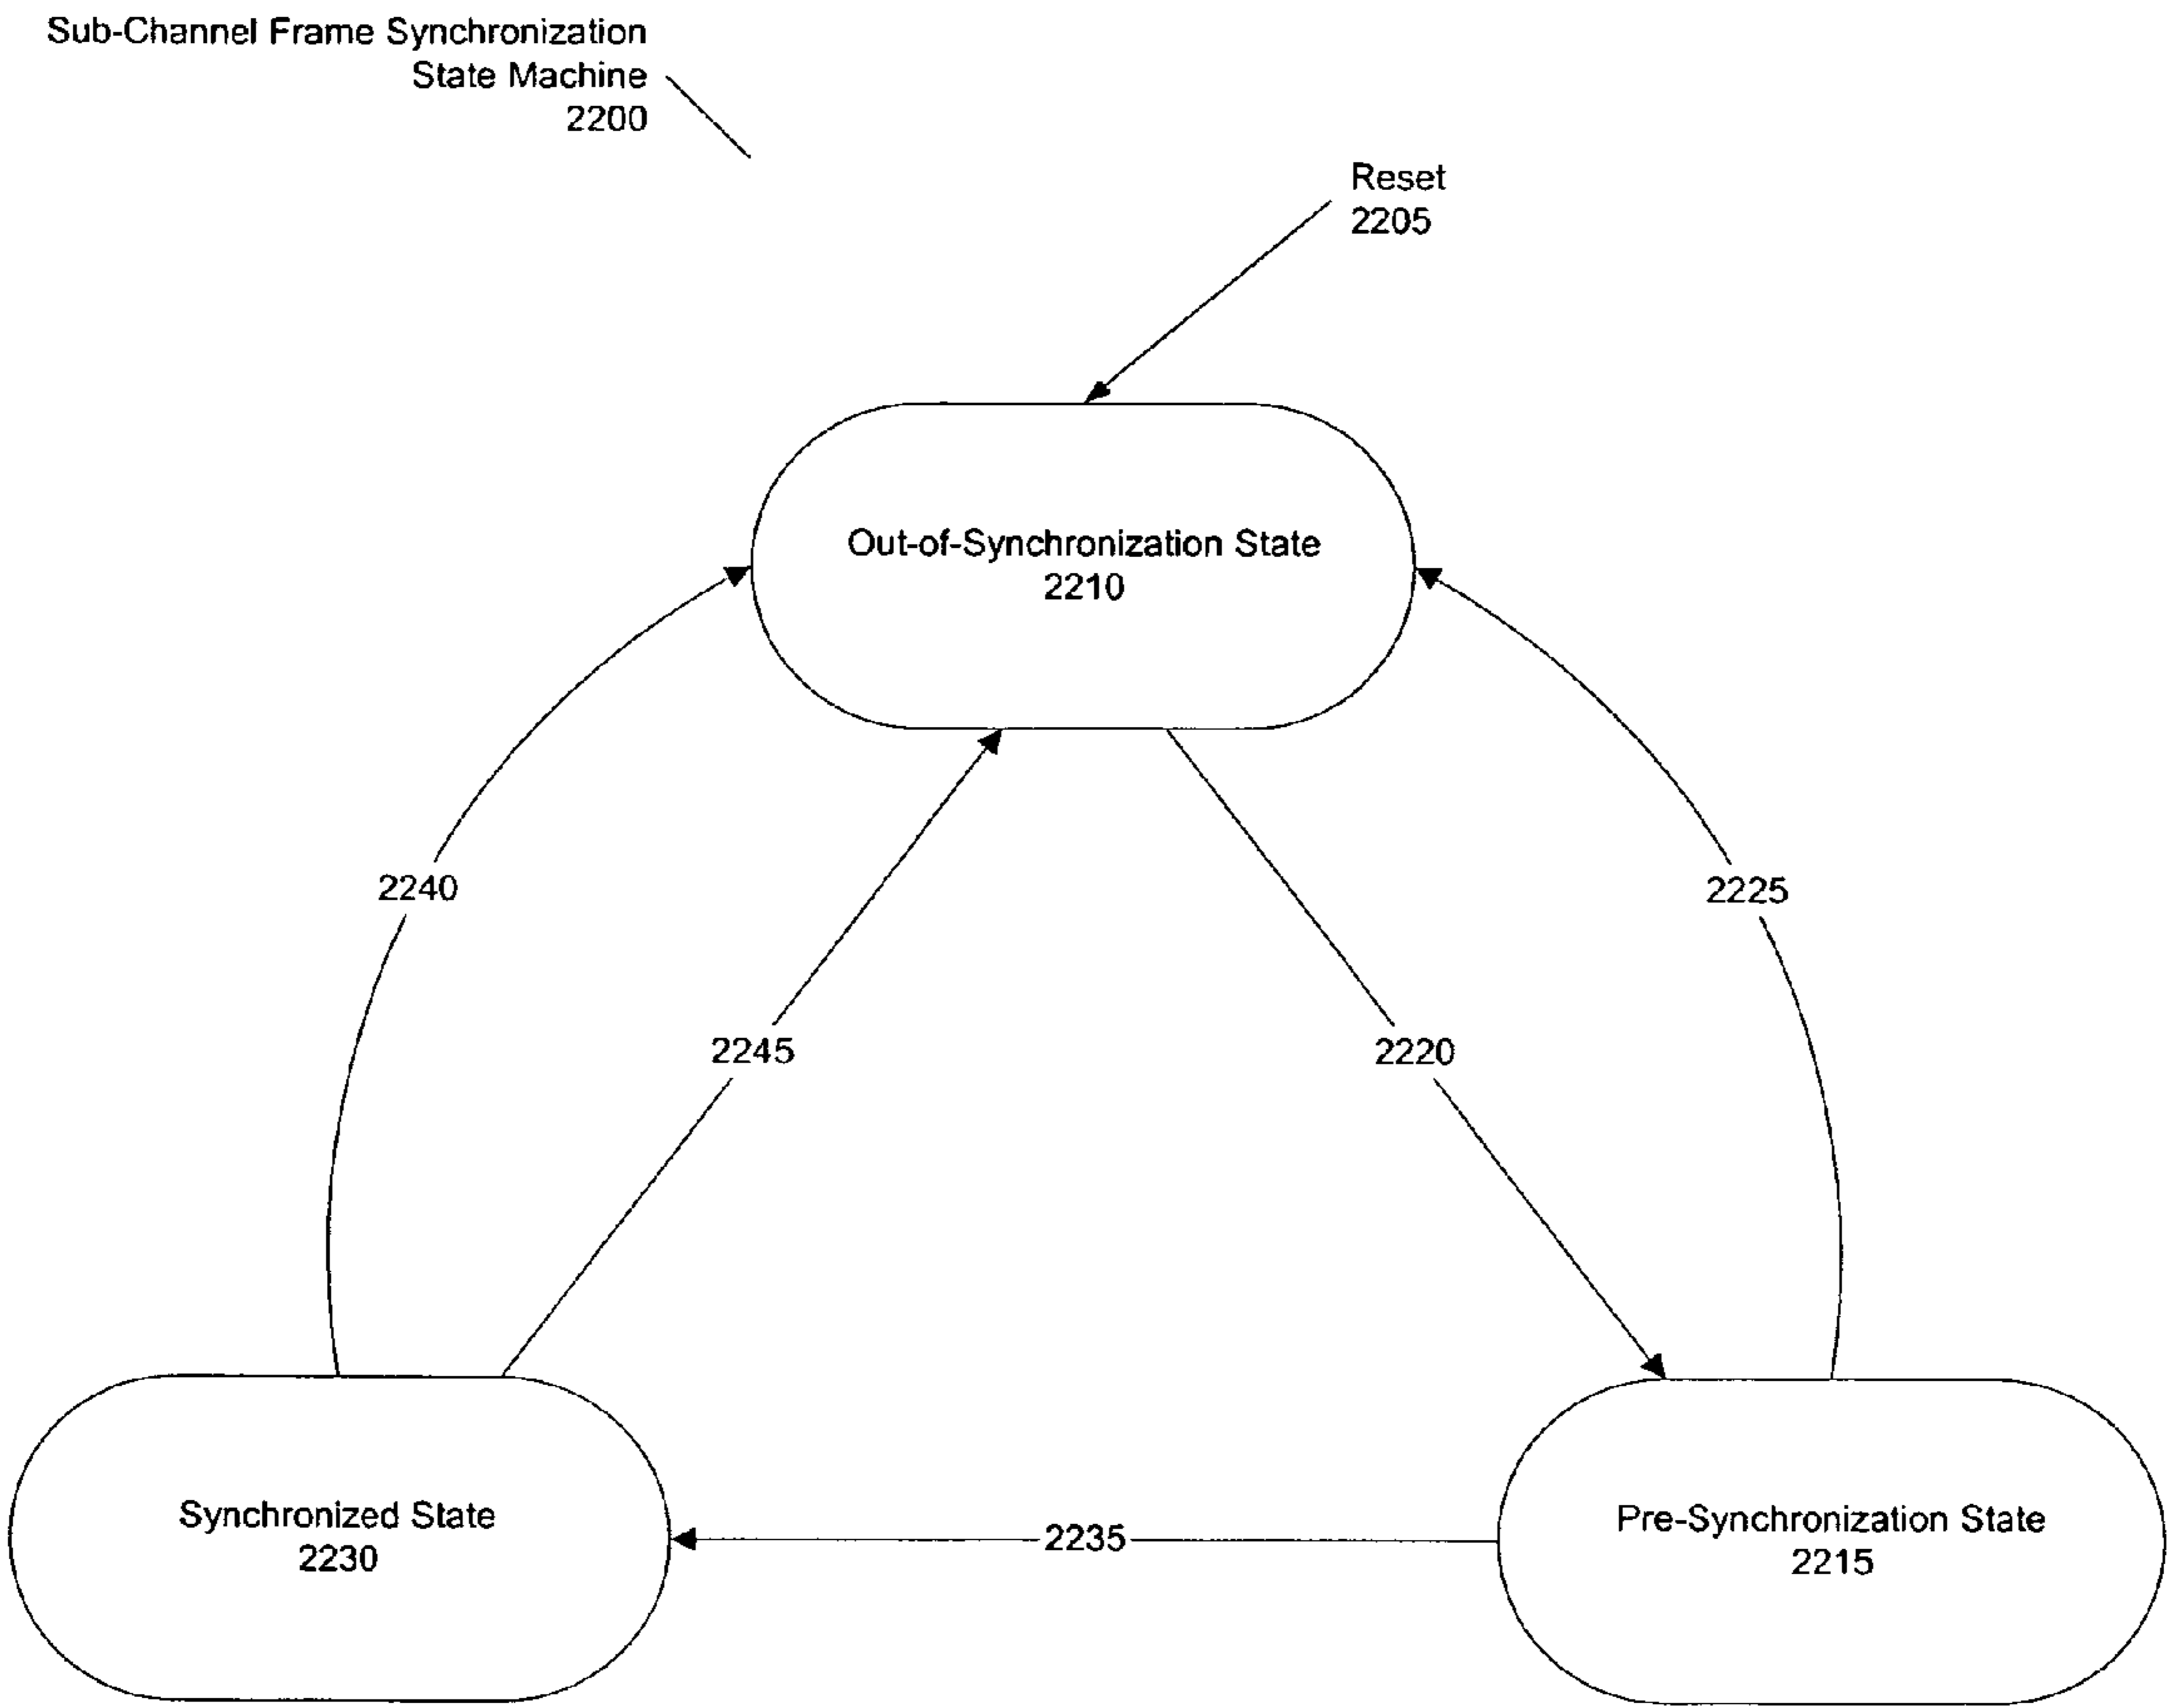 Sub-Channel Frame Synchronization
State Machine
2200
Reset
2205
Out-of-Synchronization State
2210
2240
2225
2245
2220
Synchronized State
2230
2235
Pre-Synchronization State
2215